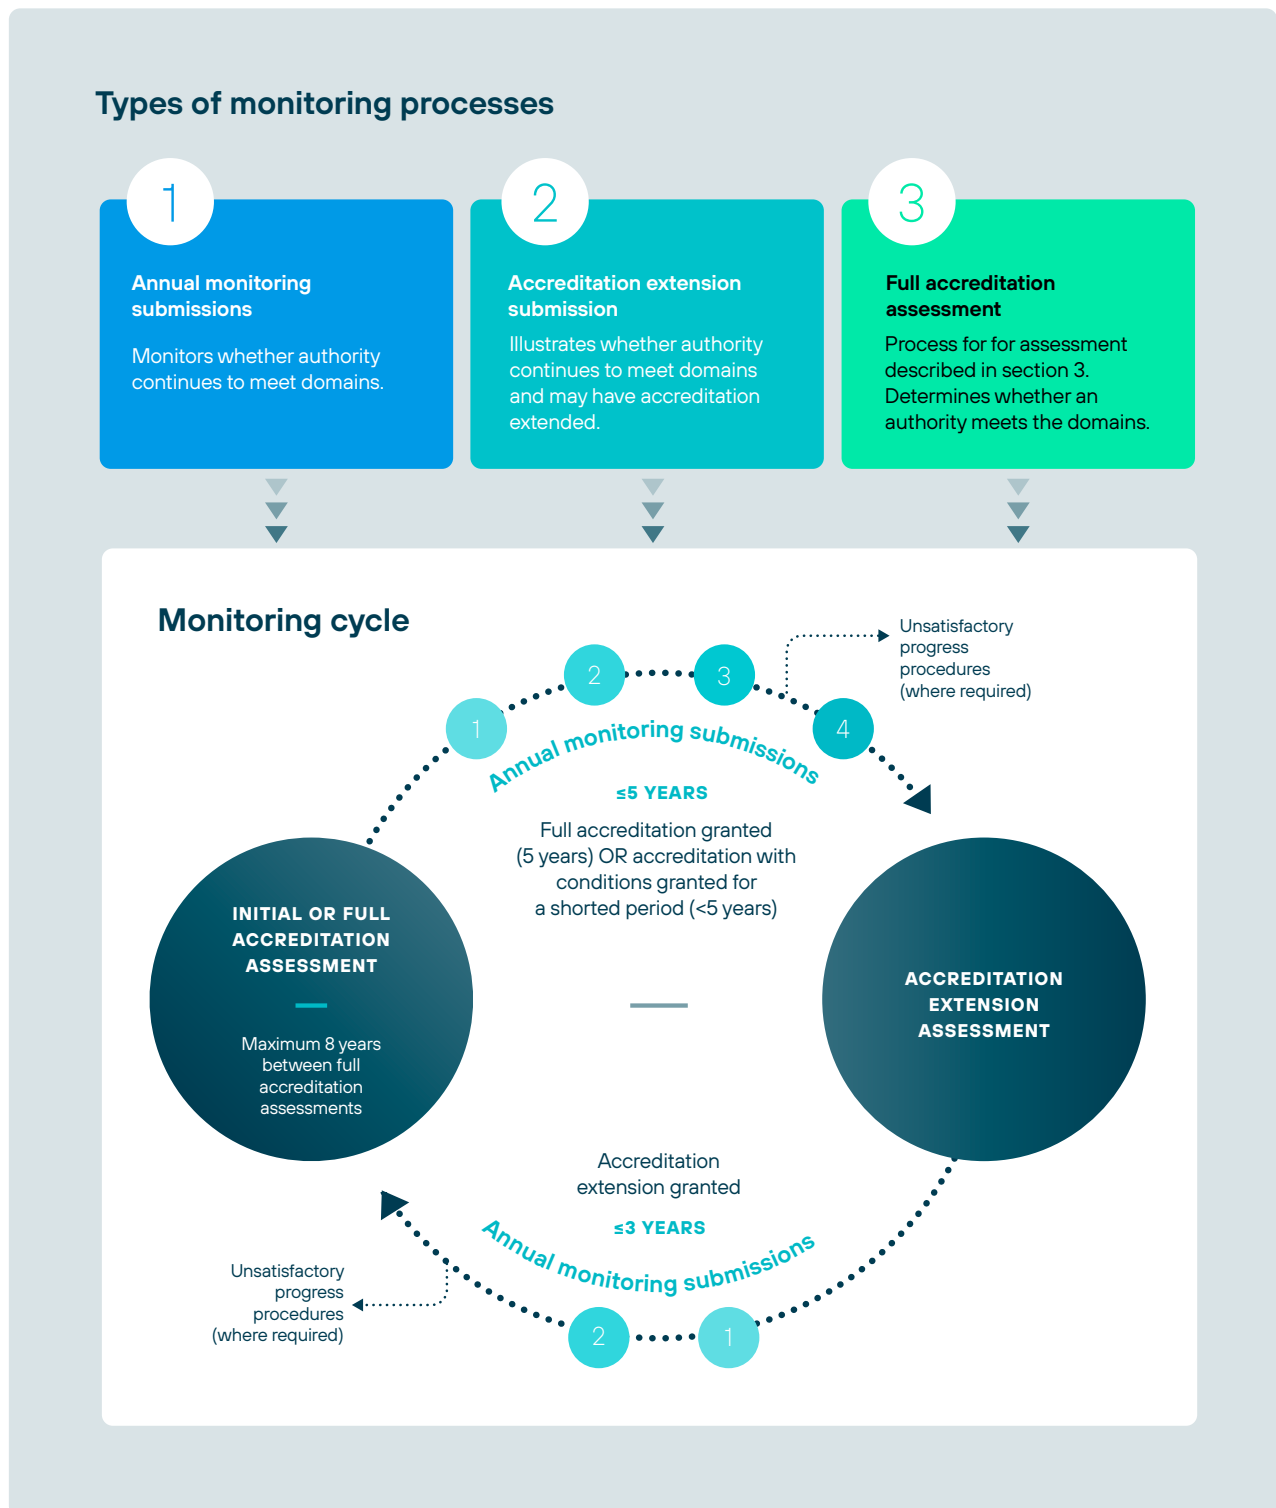 Types of monitoring processes
1
Annual monitoring
submissions
Monitors whether authority
continues to meet domains.
2
Accreditation extension
submission
Illustrates whether authority
continues to meet domains
and may have accreditation
extended.
3
Full accreditation
assessment
Process for for assessment
described in section 3.
Determines whether an
authority meets the domains.
Monitoring cycle
1
2
3
4
Unsatisfactory
progress
procedures
(where required)
Annual monitoring submissions
≤5 YEARS
Full accreditation granted
(5 years) OR accreditation with
conditions granted for
a shorted period (<5 years)
INITIAL OR FULL
ACCREDITATION
ASSESSMENT
Maximum 8 years
between full
accreditation
assessments
ACCREDITATION
EXTENSION
ASSESSMENT
Accreditation
extension granted
≤3 YEARS
Annual monitoring submissions
Unsatisfactory
progress
procedures
(where required)
2
1